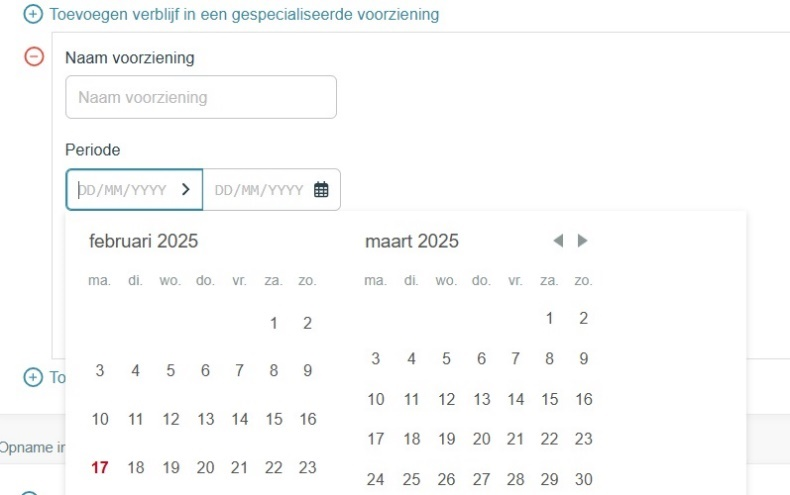 Toevoegen verblijf in een gespecialiseerde voorziening
Naam voorziening
Naam voorziening
Periode
DD/MM/YYYY DD/MM/YYYY
februari 2025
ma. di. wo. do. vr. za. zo.
1 2
3 4 5 6 7 8 9
10 11 12 13 14 15 16
17 18 19 20 21 22 23
maart 2025
ma. di. wo. do. vr. za. zo.
1 2
3 4 5 6 7 8 9
10 11 12 13 14 15 16
17 18 19 20 21 22 23
24 25 26 27 28 29 30
To
Opname in